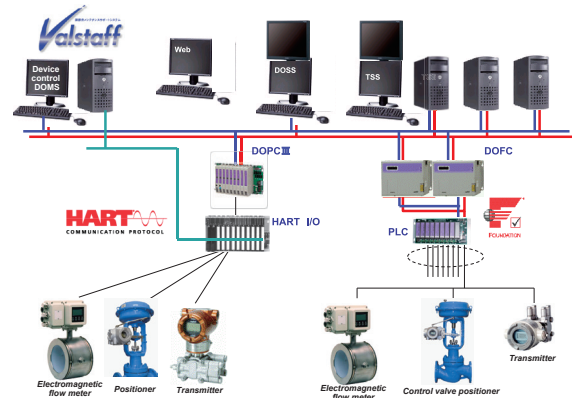 Valstaff
Web
Device
control
DOMS
DOSS
TSS
DOPCⅢ
DOFC
HART
COMMUNICATION PROTOCOL
HART I/O
PLC
FOUNDATION
Electromagnetic
flow meter
Positioner
Transmitter
Electromagnetic
flow meter
Control valve positioner
Transmitter